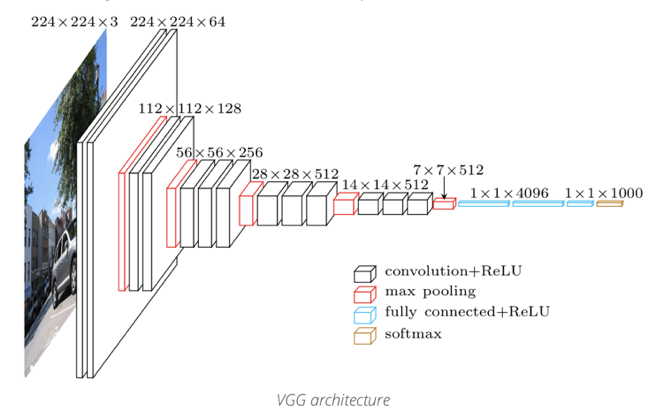 224×224×3 224×224×64
112×112×128
56×56×256
28×28×512
14×14×512
7×7×512
1×1×4096 1×1×1000
convolution+ReLU
max pooling
fully connected+ReLU
softmax
VGG architecture